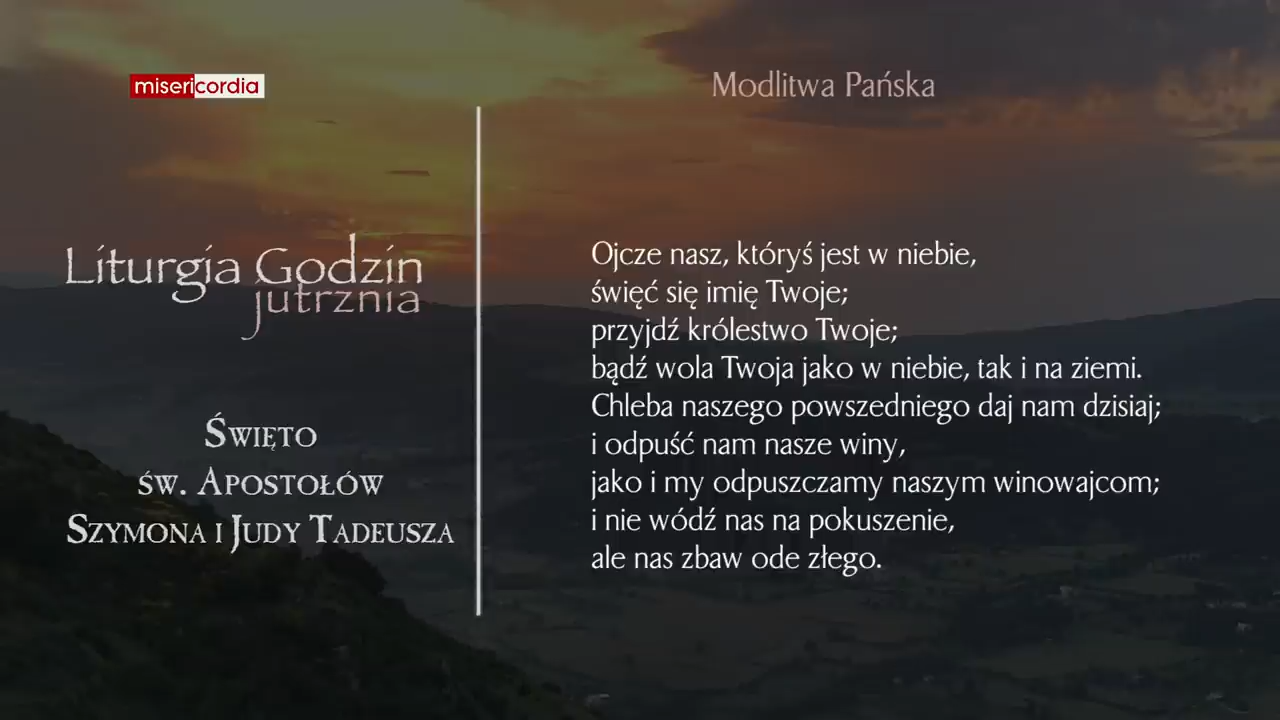 misericordia
Modlitwa Pańska
Liturgia Godzin
jutrznia
Święto
św. Apostołów
Szymona i Judy Tadeusza
Ojcze nasz, któryś jest w niebie,
święć się imię Twoje;
przyjdź królestwo Twoje;
bądź wola Twoja jako w niebie, tak i na ziemi.
Chleba naszego powszedniego daj nam dzisiaj;
i odpuść nam nasze winy,
jako i my odpuszczamy naszym winowajcom;
i nie wódź nas na pokuszenie,
ale nas zbaw ode złego.